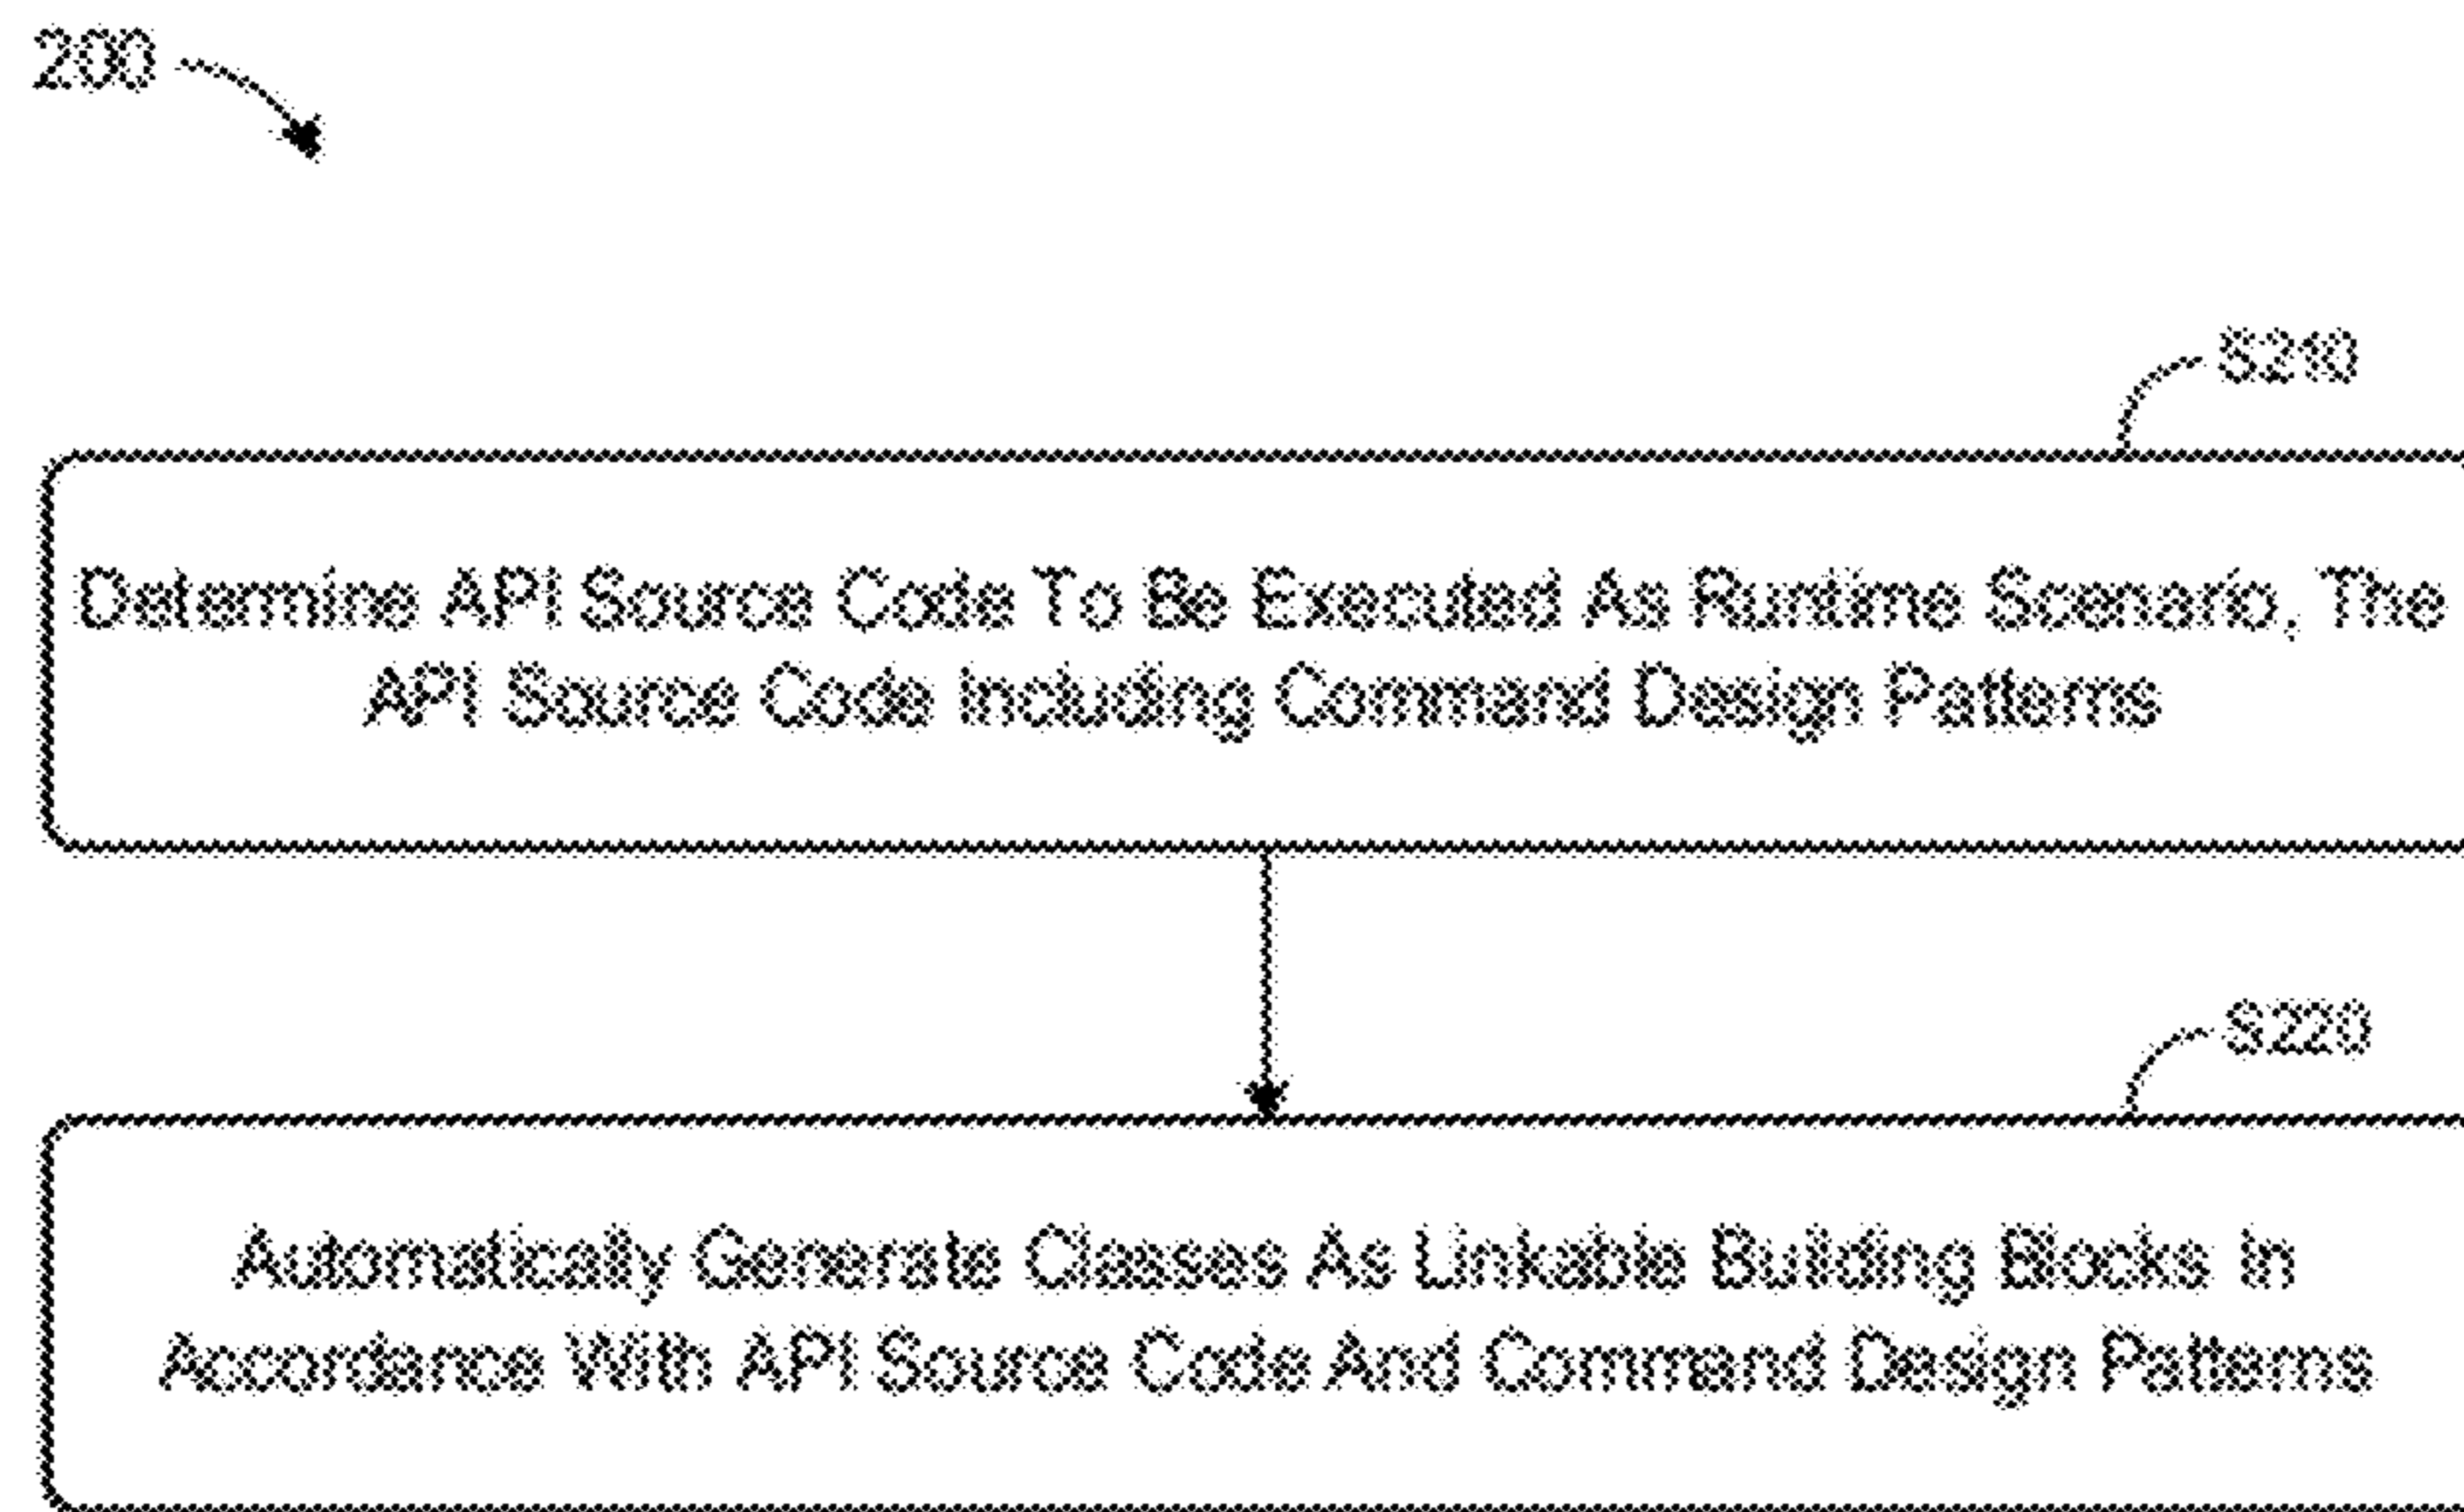 200
S210
Determine API Source Code To Be Executed As Runtime Scenario, The
API Source Code Including Command Design Patterns
S220
Automatically Generate Classes As Linkable Building Blocks In
Accordance With API Source Code And Command Design Patterns